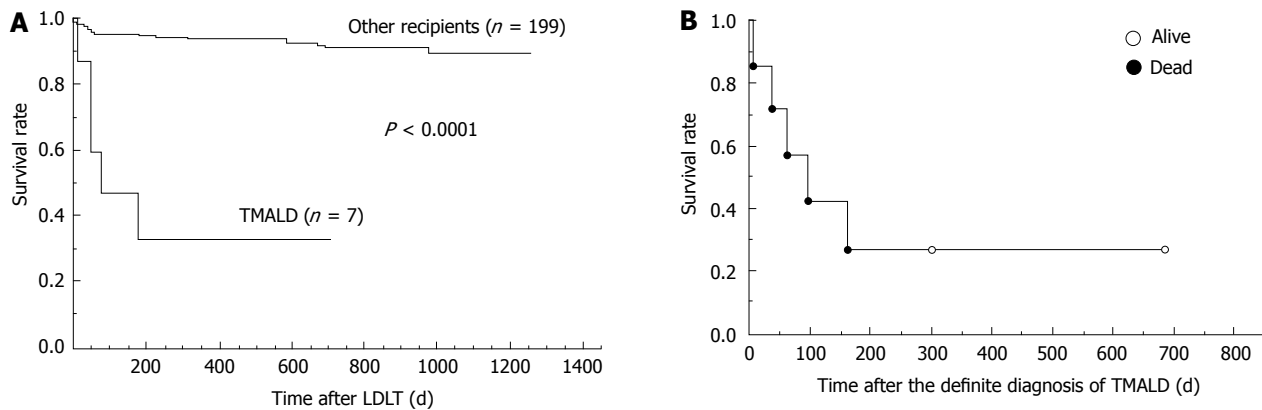 A
1.0
0.8
0.6
0.4
0.2
0.0
Survival rate
Other recipients (n = 199)
P < 0.0001
TMALD (n = 7)
200 400 600 800 1000 1200 1400
Time after LDLT (d)
B
1.0
0.8
0.6
0.4
0.2
0.0
Survival rate
Alive
Dead
0 100 200 300 400 500 600 700 800
Time after the definite diagnosis of TMALD (d)